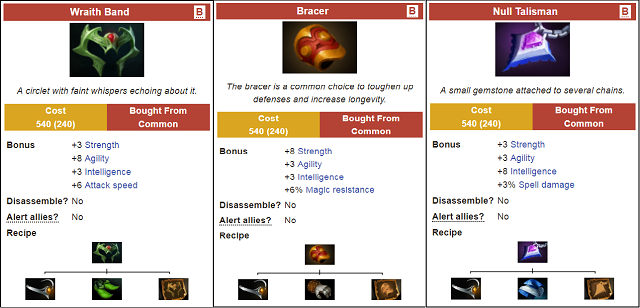 Wraith Band B
A circlet with faint whispers echoing about it.
Cost
540 (240)
Bought From
Common
Bonus
+3 Strength
+8 Agility
+3 Intelligence
+6 Attack speed
Disassemble? No
Alert allies? No
Recipe
Bracer B
The bracer is a common choice to toughen up
defenses and increase longevity.
Cost
540 (240)
Bought From
Common
Bonus
+8 Strength
+3 Agility
+3 Intelligence
+6% Magic resistance
Disassemble? No
Alert allies? No
Recipe
Null Talisman B
A small gemstone attached to several chains.
Cost
540 (240)
Bought From
Common
Bonus
+3 Strength
+3 Agility
+8 Intelligence
+3% Spell damage
Disassemble? No
Alert allies? No
Recipe